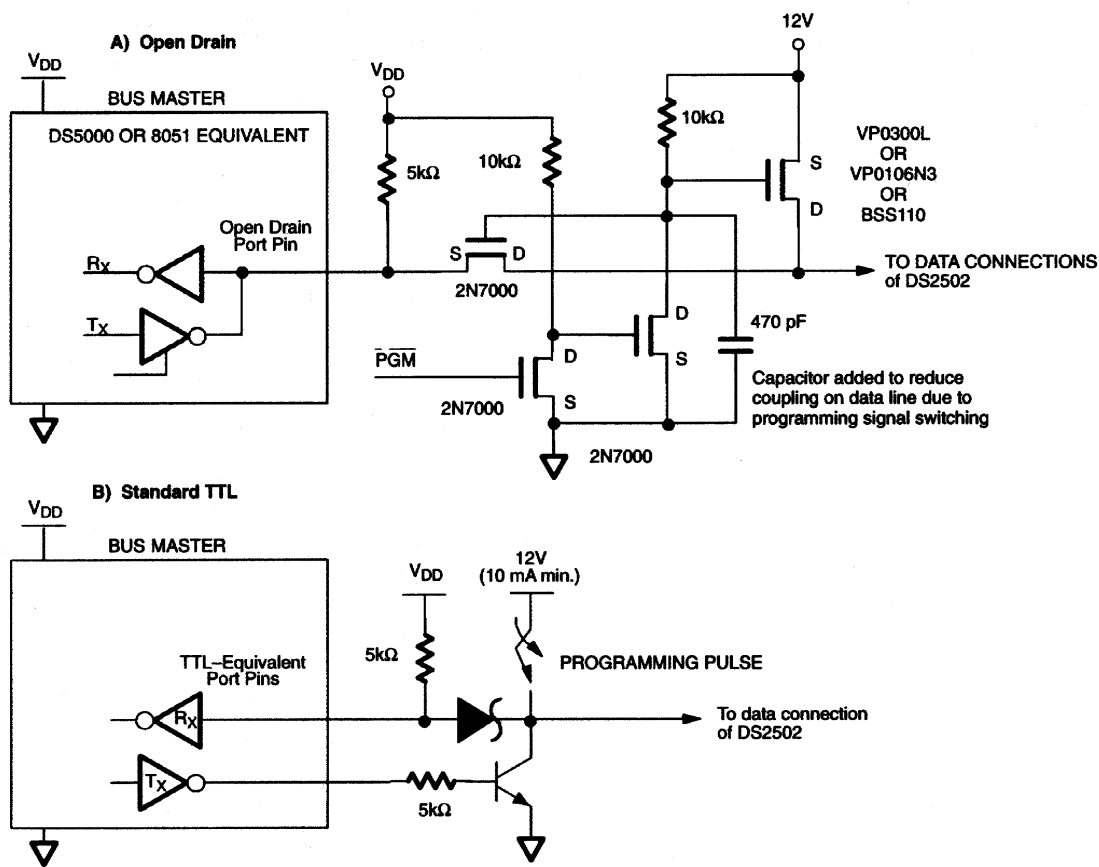 A) Open Drain
VDD
BUS MASTER
DS5000 OR 8051 EQUIVALENT
Open Drain
Port Pin
RX
TX
VDD
5kΩ
10kΩ
S
D
2N7000
PGM
D
S
2N7000
12V
10kΩ
S
D
VP0300L
OR
VP0106N3
OR
BSS110
TO DATA CONNECTIONS
of DS2502
D
S
2N7000
470 pF
Capacitor added to reduce
coupling on data line due to
programming signal switching
B) Standard TTL
VDD
BUS MASTER
TTL–Equivalent
Port Pins
RX
TX
VDD
5kΩ
5kΩ
12V
(10 mA min.)
PROGRAMMING PULSE
To data connection
of DS2502